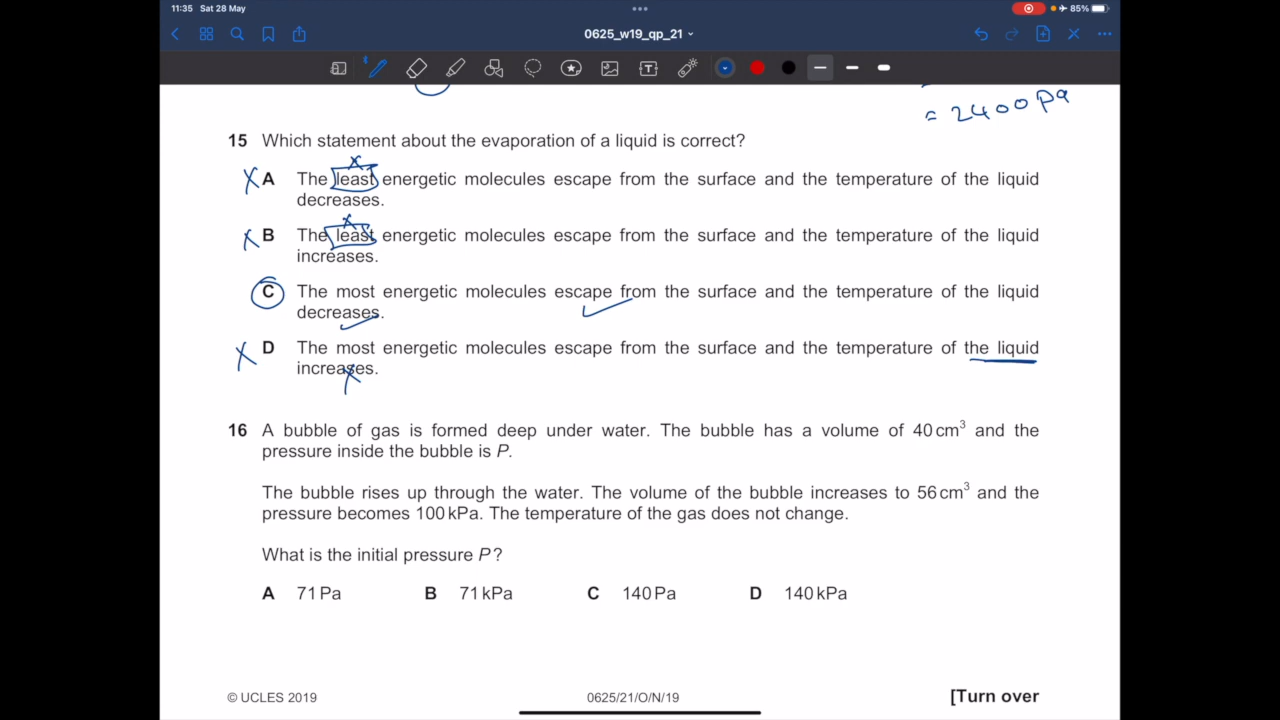 11:35 Sat 28 May
85%
0625_w19_qp_21
= 2400 Pa
15 Which statement about the evaporation of a liquid is correct?
X A The least energetic molecules escape from the surface and the temperature of the liquid
decreases.
X B The least energetic molecules escape from the surface and the temperature of the liquid
increases.
C The most energetic molecules escape from the surface and the temperature of the liquid
decreases.
X D The most energetic molecules escape from the surface and the temperature of the liquid
increases.
16 A bubble of gas is formed deep under water. The bubble has a volume of 40 cm³ and the
pressure inside the bubble is P.
The bubble rises up through the water. The volume of the bubble increases to 56 cm³ and the
pressure becomes 100 kPa. The temperature of the gas does not change.
What is the initial pressure P?
A 71 Pa B 71 kPa C 140 Pa D 140 kPa
© UCLES 2019 0625/21/O/N/19 [Turn over